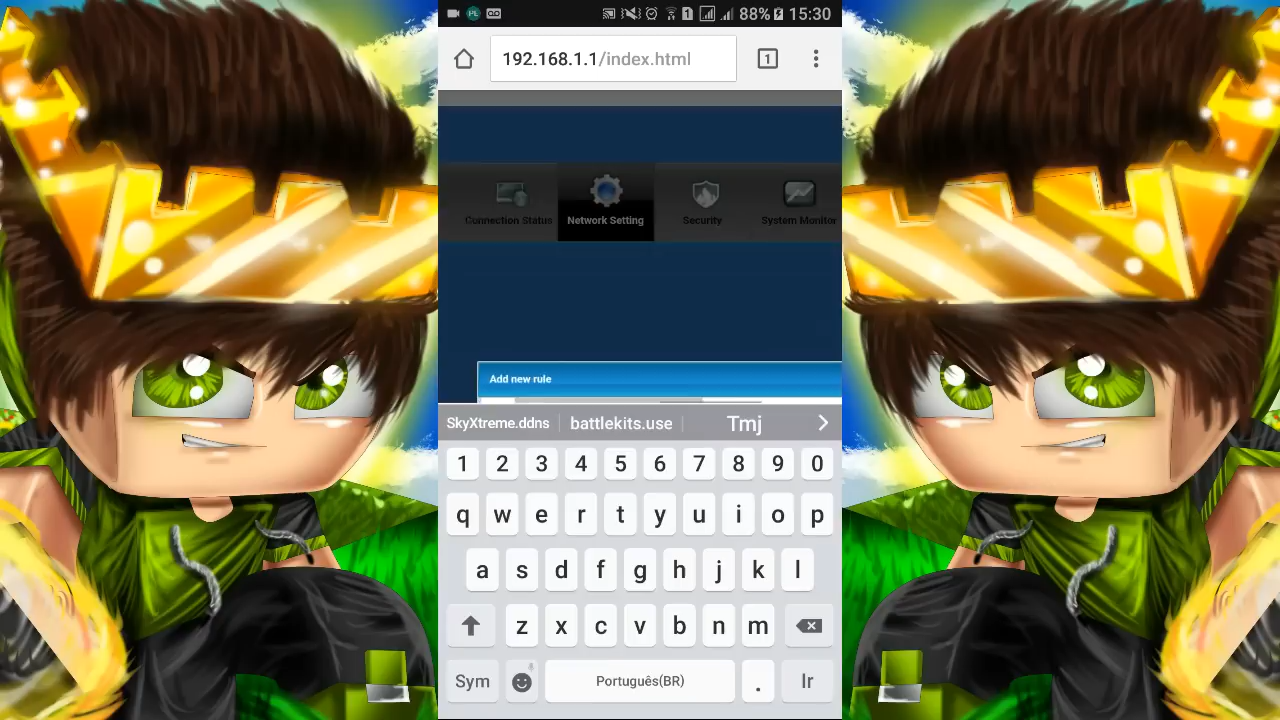 PL
1
88%
15:30
192.168.1.1/index.html
1
Connection Status
Network Setting
Security
System Monitor
Add new rule
SkyXtreme.ddns
battlekits.use
Tmj
1 2 3 4 5 6 7 8 9 0
q w e r t y u i o p
a s d f g h j k l
z x c v b n m
Sym
Português(BR)
.
Ir